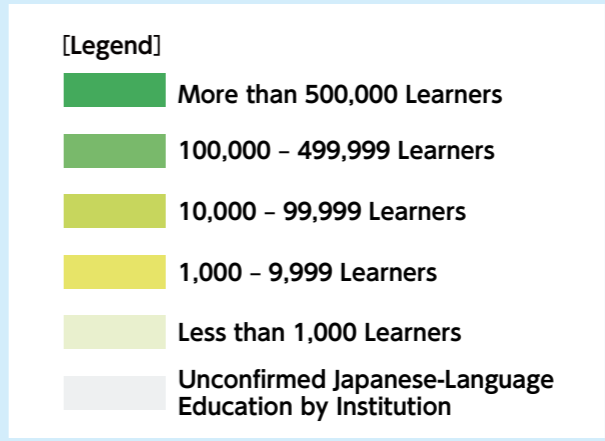 [Legend]
More than 500,000 Learners
100,000 – 499,999 Learners
10,000 – 99,999 Learners
1,000 – 9,999 Learners
Less than 1,000 Learners
Unconfirmed Japanese-Language
Education by Institution